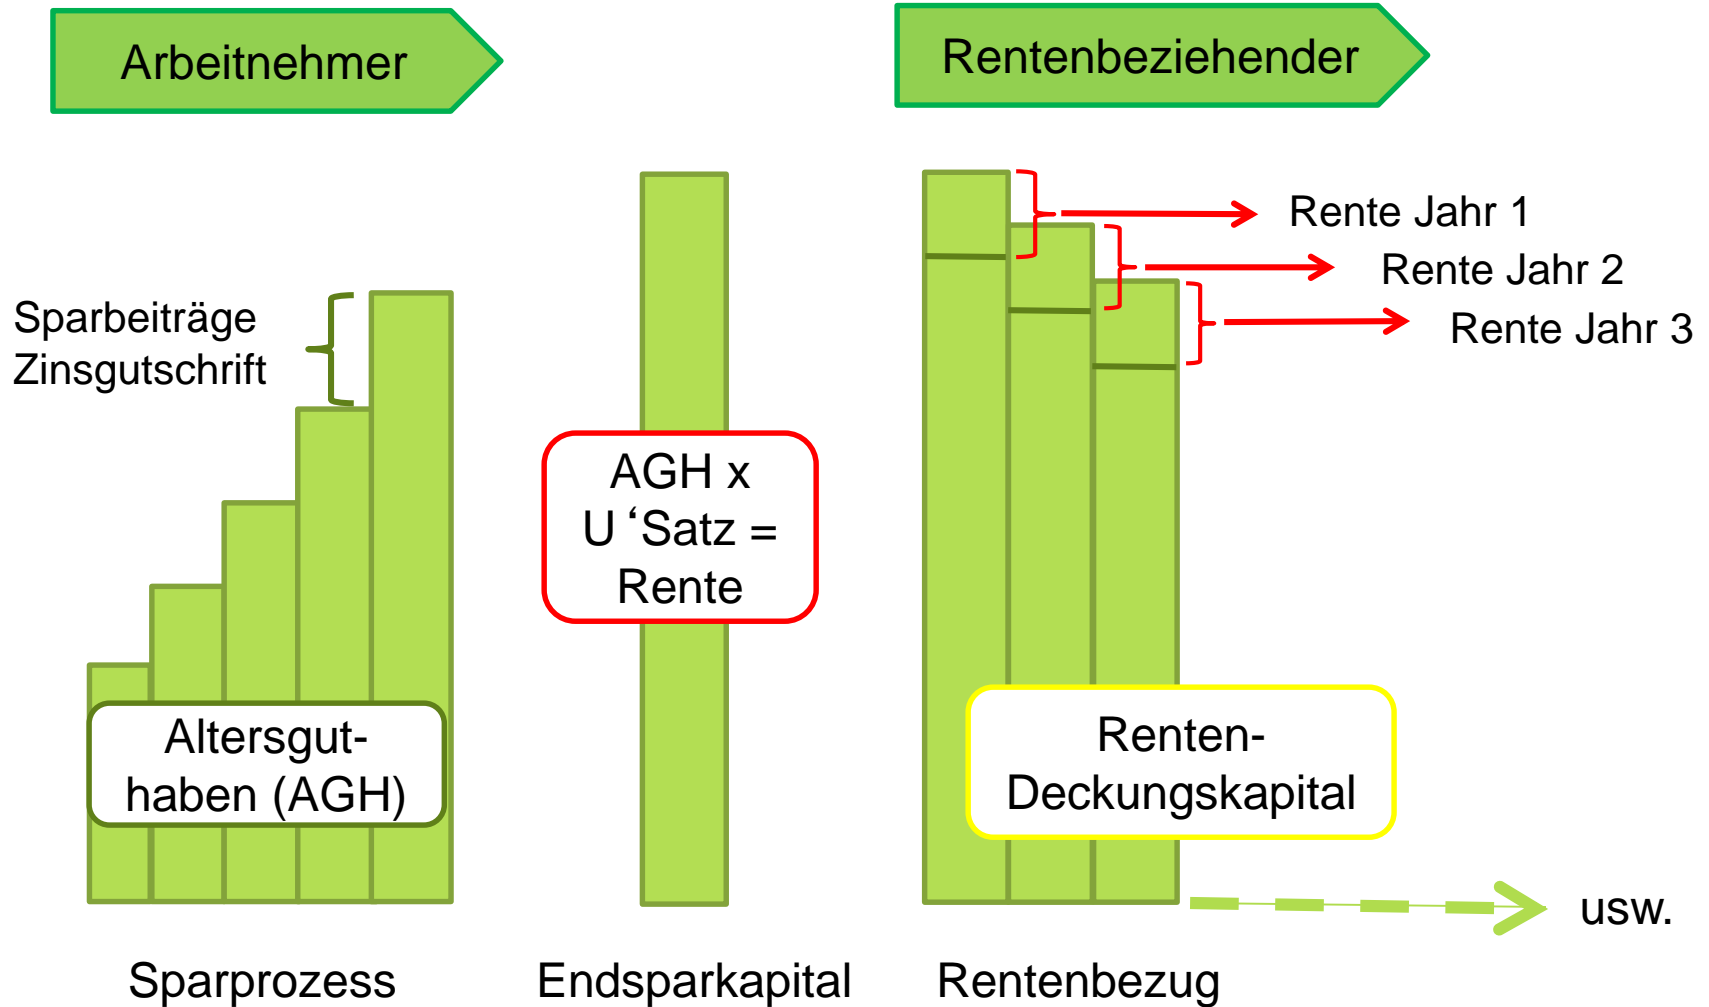 Arbeitnehmer
Rentenbeziehender
Sparbeiträge
Zinsgutschrift
Altersgut-
haben (AGH)
AGH x
U ‘Satz =
Rente
Rente Jahr 1
Rente Jahr 2
Rente Jahr 3
Renten-
Deckungskapital
usw.
Sparprozess
Endsparkapital
Rentenbezug